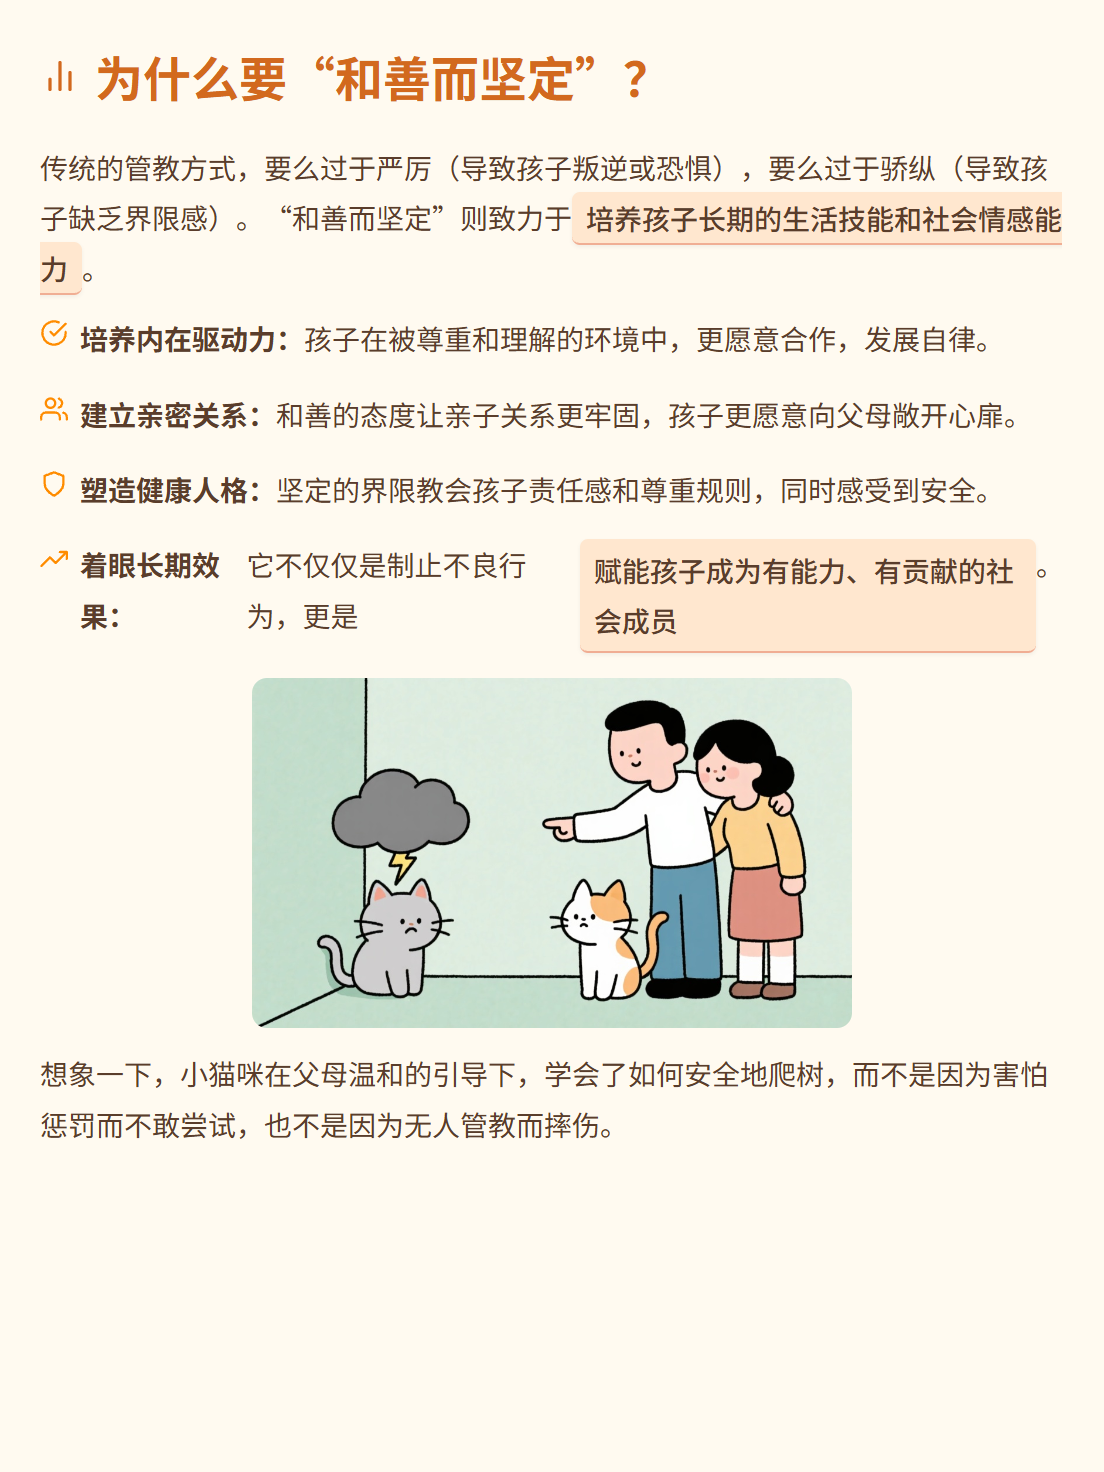 为什么要“和善而坚定”？
传统的管教方式，要么过于严厉（导致孩子叛逆或恐惧），要么过于骄纵（导致孩
子缺乏界限感）。“和善而坚定”则致力于培养孩子长期的生活技能和社会情感能
力。
培养内在驱动力：孩子在被尊重和理解的环境中，更愿意合作，发展自律。
建立亲密关系：和善的态度让亲子关系更牢固，孩子更愿意向父母敞开心扉。
塑造健康人格：坚定的界限教会孩子责任感和尊重规则，同时感受到安全。
着眼长期效
果：
它不仅仅是制止不良行
为，更是
赋能孩子成为有能力、有贡献的社
会成员
。
想象一下，小猫咪在父母温和的引导下，学会了如何安全地爬树，而不是因为害怕
惩罚而不敢尝试，也不是因为无人管教而摔伤。